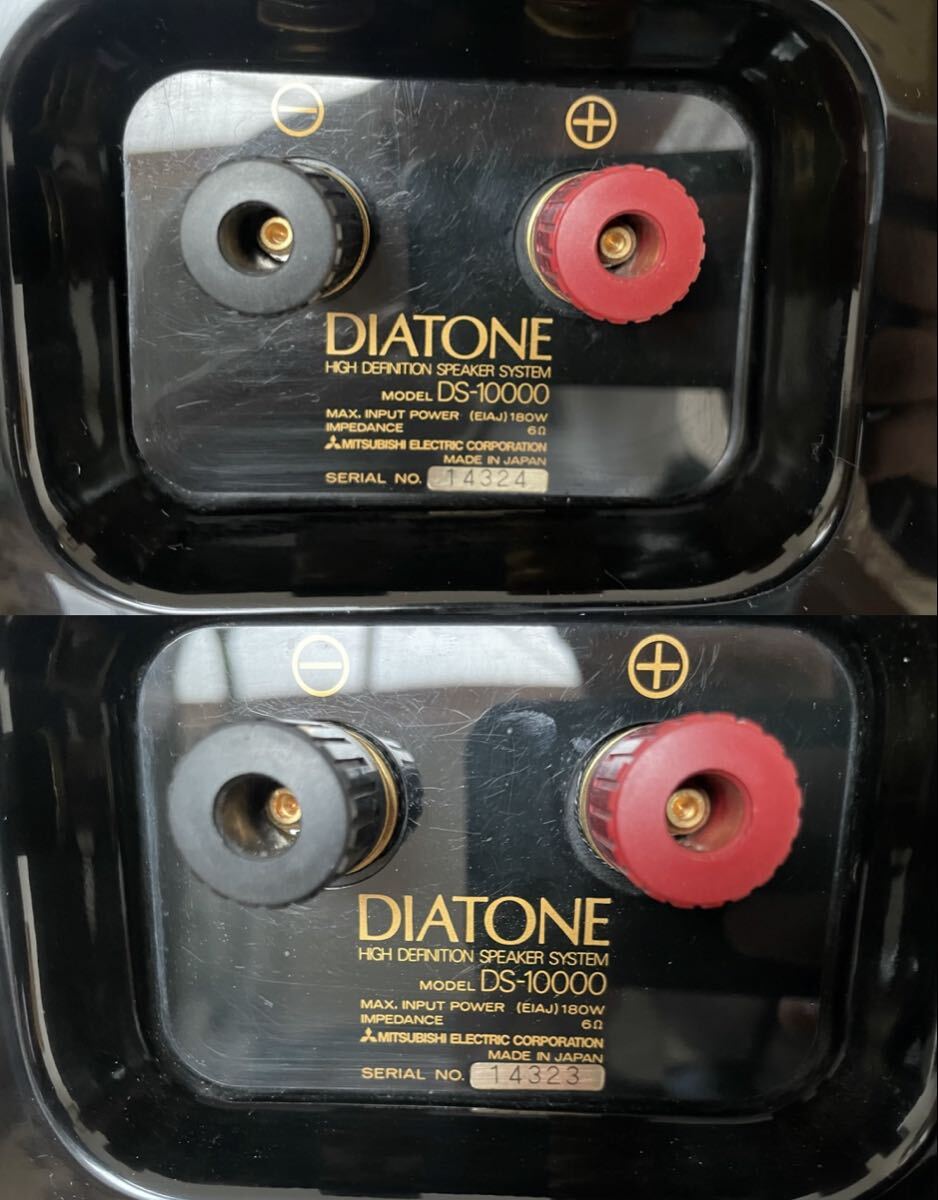 DIATONE
HIGH DEFINITION SPEAKER SYSTEM
MODEL DS-10000
MAX. INPUT POWER (EIAJ) 180W
IMPEDANCE 6Ω
MITSUBISHI ELECTRIC CORPORATION
MADE IN JAPAN
SERIAL NO. 14324
DIATONE
HIGH DEFINITION SPEAKER SYSTEM
MODEL DS-10000
MAX. INPUT POWER (EIAJ) 180W
IMPEDANCE 6Ω
MITSUBISHI ELECTRIC CORPORATION
MADE IN JAPAN
SERIAL NO. 14323